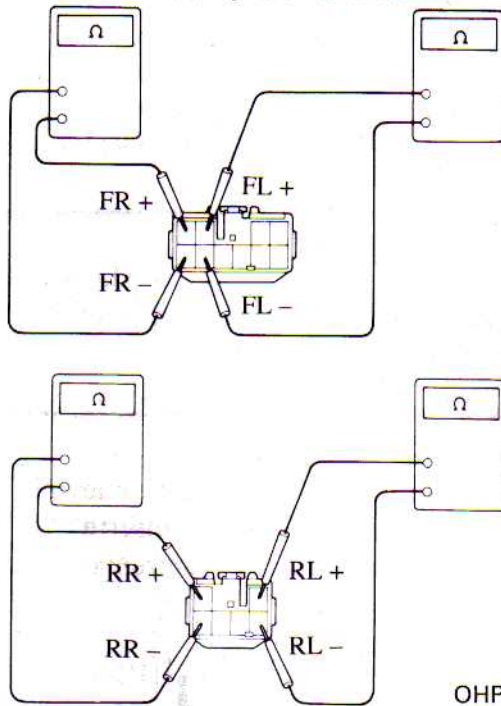 Ω
Ω
FR +
FL +
FR –
FL –
Ω
Ω
RR +
RL +
RR –
RL –
OHP